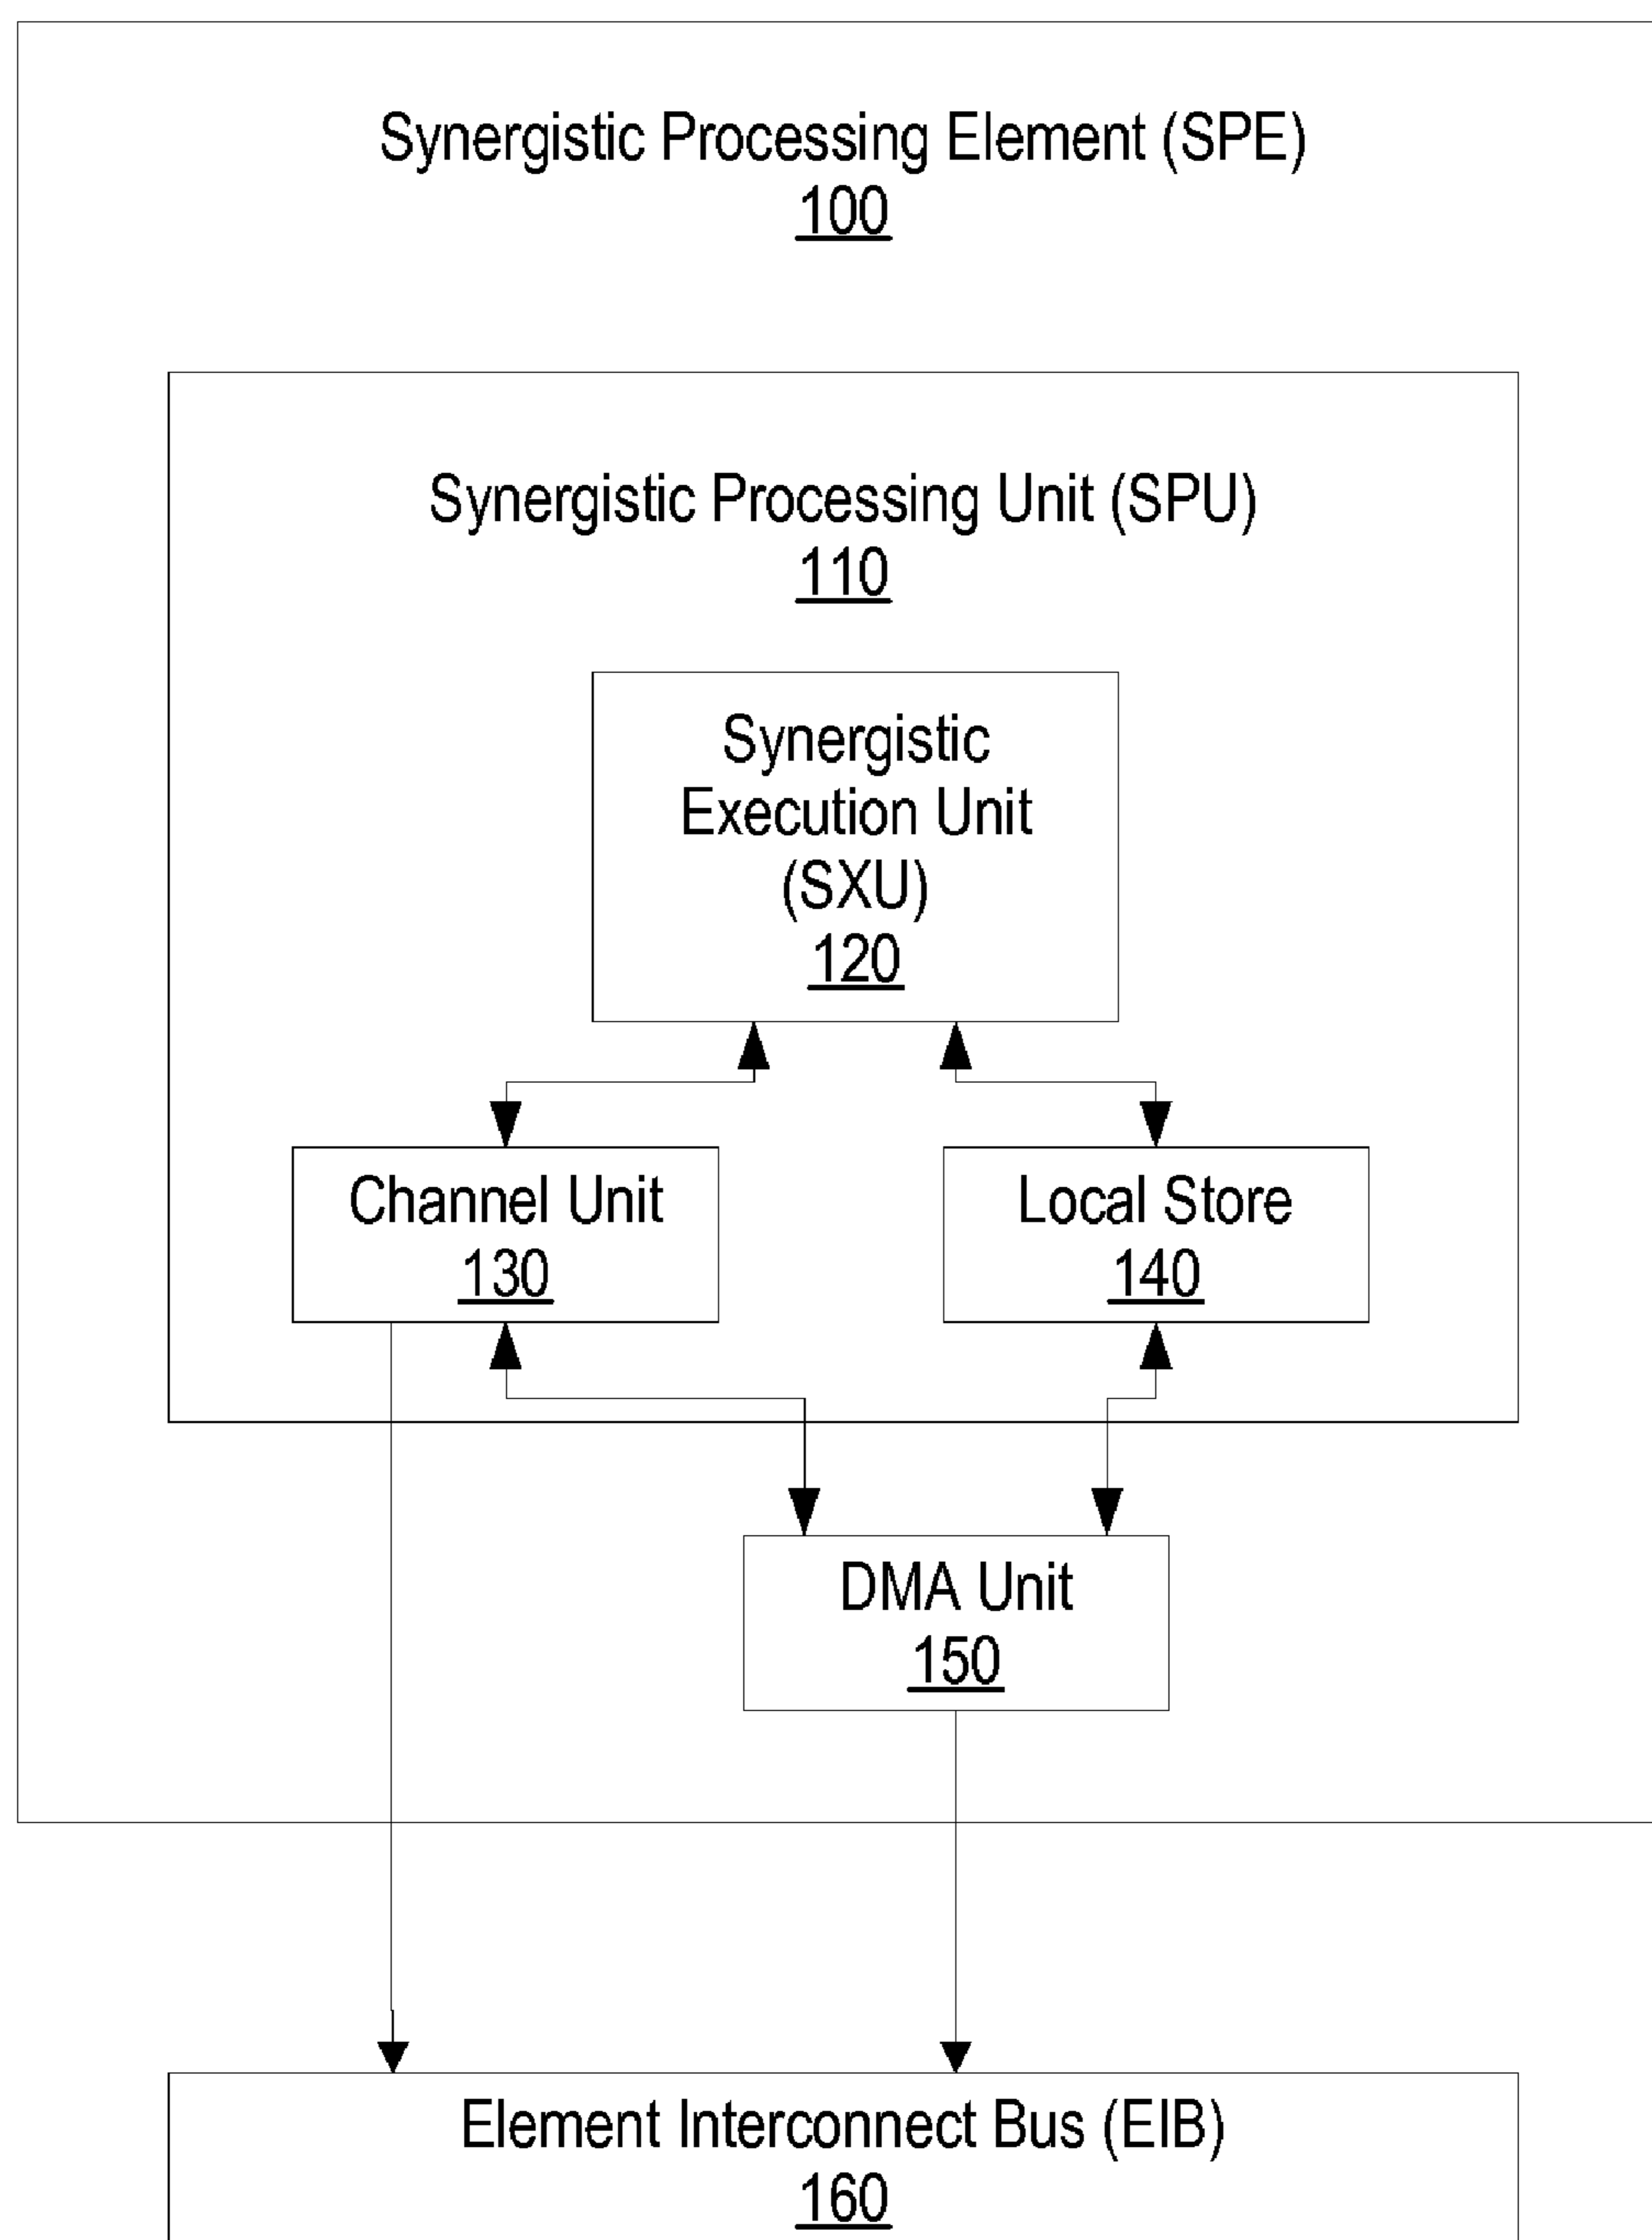 Synergistic Processing Element (SPE)
100
Synergistic Processing Unit (SPU)
110
Synergistic
Execution Unit
(SXU)
120
Channel Unit
130
Local Store
140
DMA Unit
150
Element Interconnect Bus (EIB)
160